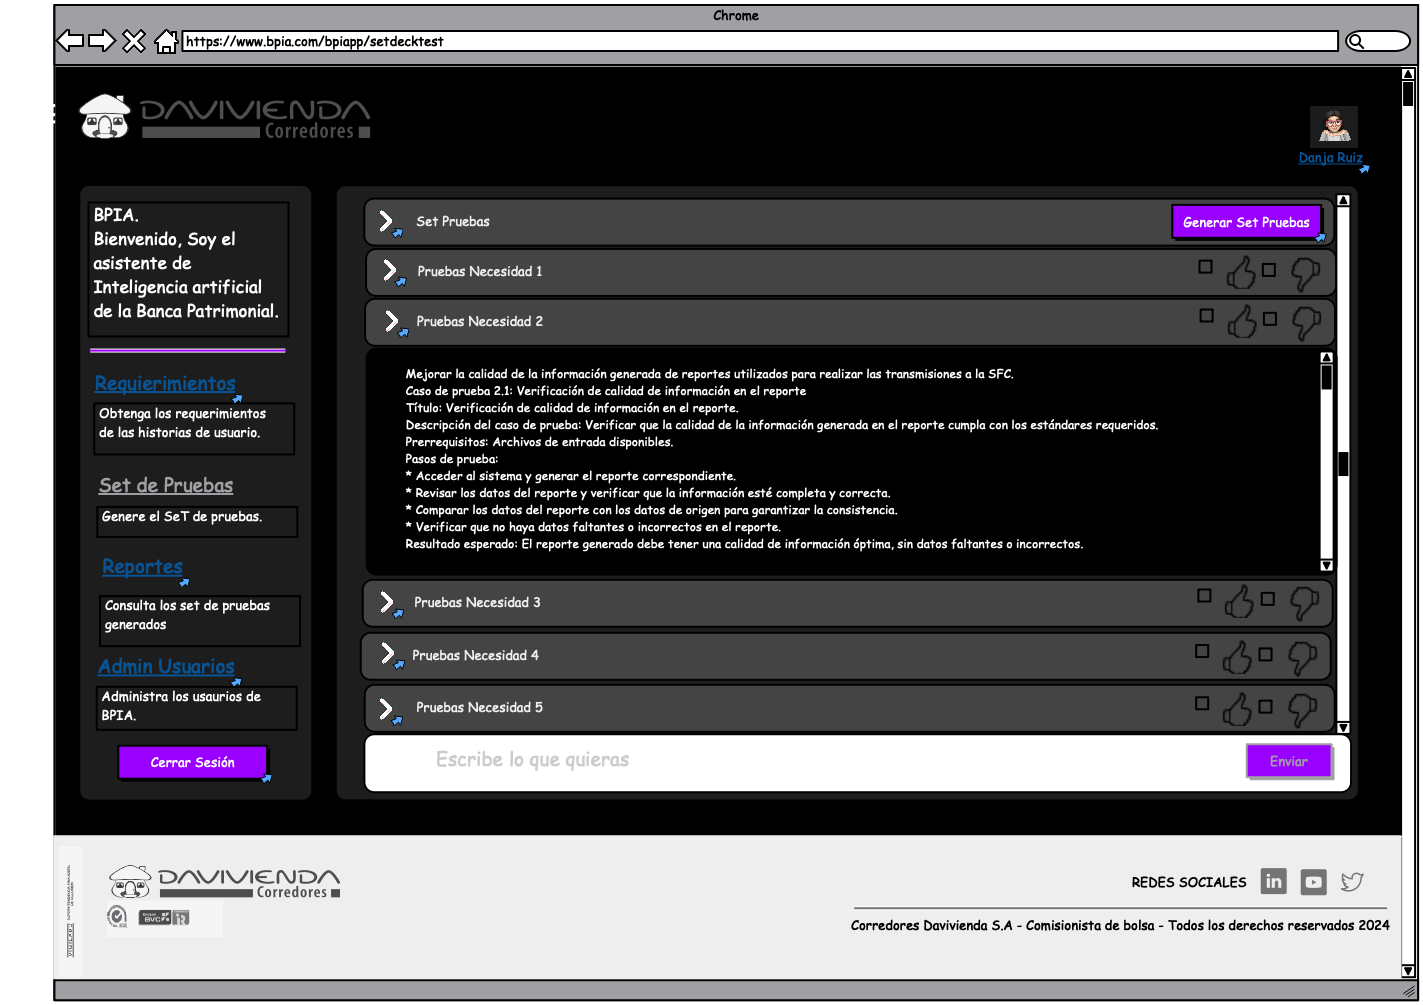 Chrome
https://www.bpia.com/bpiapp/setdecktest
DAVIVIENDA
Corredores
Danja Ruiz
BPIA.
Bienvenido, Soy el
asistente de
Inteligencia artificial
de la Banca Patrimonial.
Requierimientos
Obtenga los requerimientos
de las historias de usuario.
Set de Pruebas
Genere el SeT de pruebas.
Reportes
Consulta los set de pruebas
generados
Admin Usuarios
Administra los usaurios de
BPIA.
Cerrar Sesión
Set Pruebas
Generar Set Pruebas
Pruebas Necesidad 1
Pruebas Necesidad 2
Mejorar la calidad de la información generada de reportes utilizados para realizar las transmisiones a la SFC.
Caso de prueba 2.1: Verificación de calidad de información en el reporte
Título: Verificación de calidad de información en el reporte.
Descripción del caso de prueba: Verificar que la calidad de la información generada en el reporte cumpla con los estándares requeridos.
Prerrequisitos: Archivos de entrada disponibles.
Pasos de prueba:
* Acceder al sistema y generar el reporte correspondiente.
* Revisar los datos del reporte y verificar que la información esté completa y correcta.
* Comparar los datos del reporte con los datos de origen para garantizar la consistencia.
* Verificar que no haya datos faltantes o incorrectos en el reporte.
Resultado esperado: El reporte generado debe tener una calidad de información óptima, sin datos faltantes o incorrectos.
Pruebas Necesidad 3
Pruebas Necesidad 4
Pruebas Necesidad 5
Escribe lo que quieras
Enviar
DAVIVIENDA
Corredores
VIGILADO
BVC
IR
REDES SOCIALES
in
Corredores Davivienda S.A - Comisionista de bolsa - Todos los derechos reservados 2024